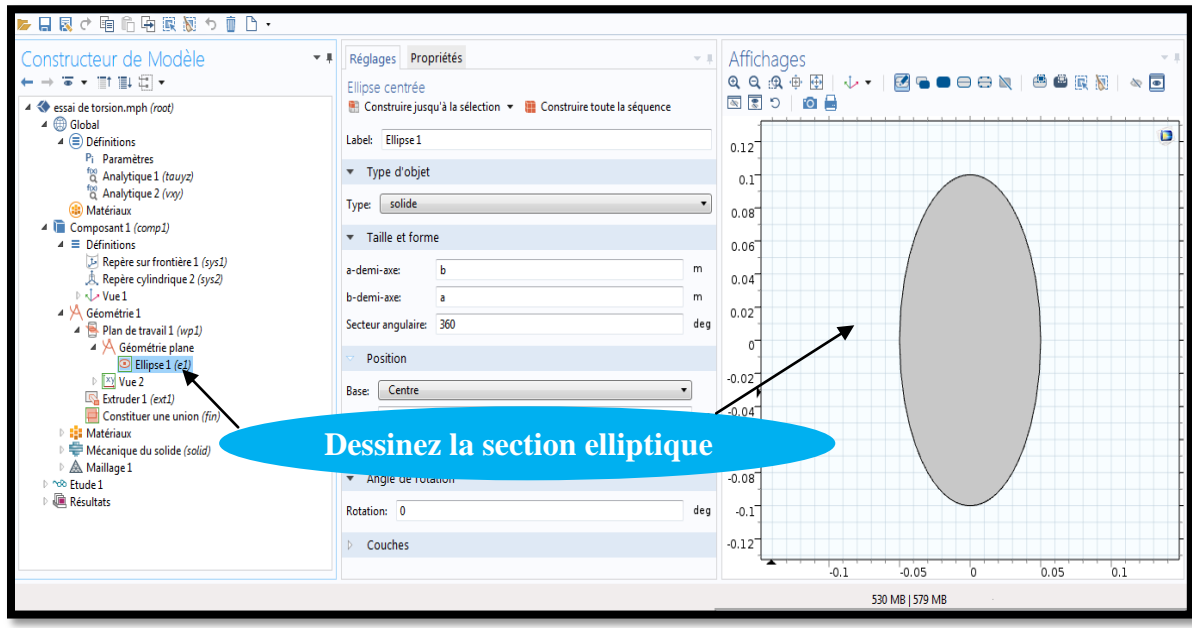 Constructeur de Modèle
essai de torsion.mph (root)
Global
Définitions
Pi Paramètres
Analytique 1 (tauyz)
Analytique 2 (vxy)
Matériaux
Composant 1 (comp1)
Définitions
Repère sur frontière 1 (sys1)
Repère cylindrique 2 (sys2)
Vue 1
Géométrie 1
Plan de travail 1 (wp1)
Géométrie plane
Ellipse 1 (e1)
Vue 2
Extruder 1 (ext1)
Constituer une union (fin)
Matériaux
Mécanique du solide (solid)
Maillage 1
Etude 1
Résultats
Réglages Propriétés
Ellipse centrée
Construire jusqu'à la sélection Construire toute la séquence
Label: Ellipse 1
Type d'objet
Type: solide
Taille et forme
a-demi-axe: b m
b-demi-axe: a m
Secteur angulaire: 360 deg
Position
Base: Centre
Dessinez la section elliptique
Angle de rotation
Rotation: 0 deg
Couches
Affichages
0.12
0.1
0.08
0.06
0.04
0.02
0
-0.02
-0.04
-0.08
-0.1
-0.12
-0.1 -0.05 0 0.05 0.1
530 MB | 579 MB